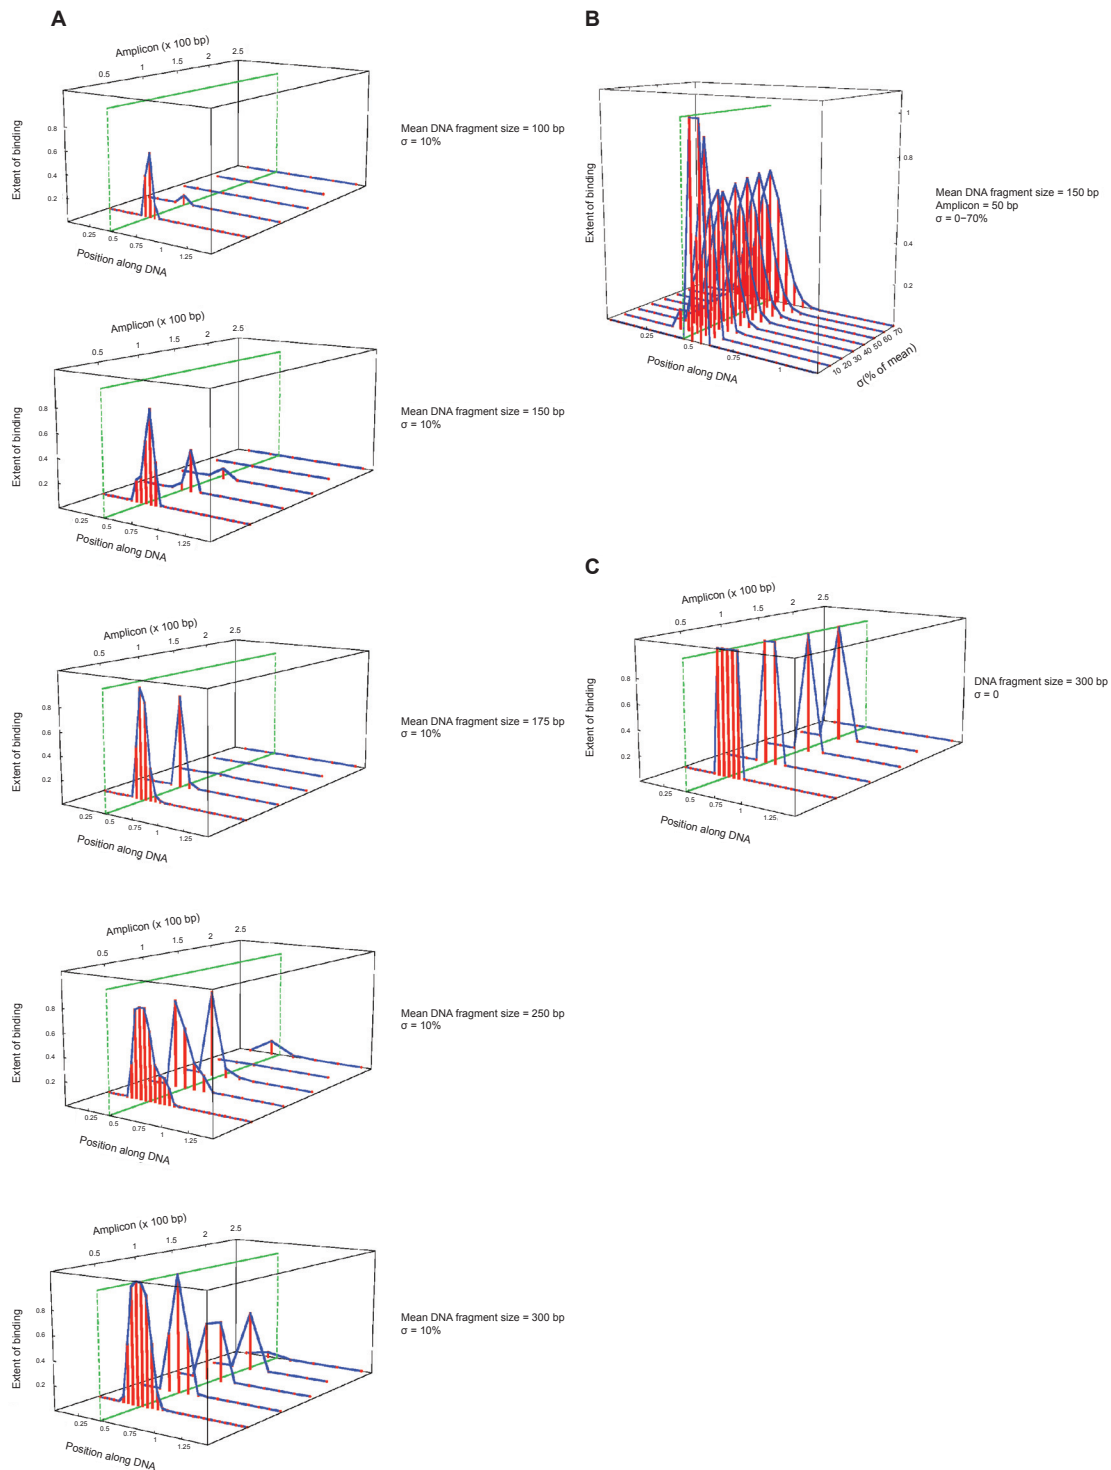 A
Amplicon (x 100 bp)
0.5 1 1.5 2 2.5
Extent of binding
0.8
0.6
0.4
0.2
0.25 0.5 0.75 1 1.25
Position along DNA
Mean DNA fragment size = 100 bp
σ = 10%
Amplicon (x 100 bp)
0.5 1 1.5 2 2.5
Extent of binding
0.8
0.6
0.4
0.2
0.25 0.5 0.75 1 1.25
Position along DNA
Mean DNA fragment size = 150 bp
σ = 10%
Amplicon (x 100 bp)
0.5 1 1.5 2 2.5
Extent of binding
0.8
0.6
0.4
0.2
0.25 0.5 0.75 1 1.25
Position along DNA
Mean DNA fragment size = 175 bp
σ = 10%
Amplicon (x 100 bp)
0.5 1 1.5 2 2.5
Extent of binding
0.8
0.6
0.4
0.2
0.25 0.5 0.75 1 1.25
Position along DNA
Mean DNA fragment size = 250 bp
σ = 10%
Amplicon (x 100 bp)
0.5 1 1.5 2 2.5
Extent of binding
0.8
0.6
0.4
0.2
0.25 0.5 0.75 1 1.25
Position along DNA
Mean DNA fragment size = 300 bp
σ = 10%
B
Extent of binding
1
0.8
0.4
0.2
0.25 0.5 0.75 1
Position along DNA
10 20 30 40 50 60 70
σ(% of mean)
Mean DNA fragment size = 150 bp
Amplicon = 50 bp
σ = 0−70%
C
Amplicon (x 100 bp)
0.5 1 1.5 2 2.5
Extent of binding
0.8
0.6
0.4
0.2
0.25 0.5 0.75 1 1.25
Position along DNA
DNA fragment size = 300 bp
σ = 0